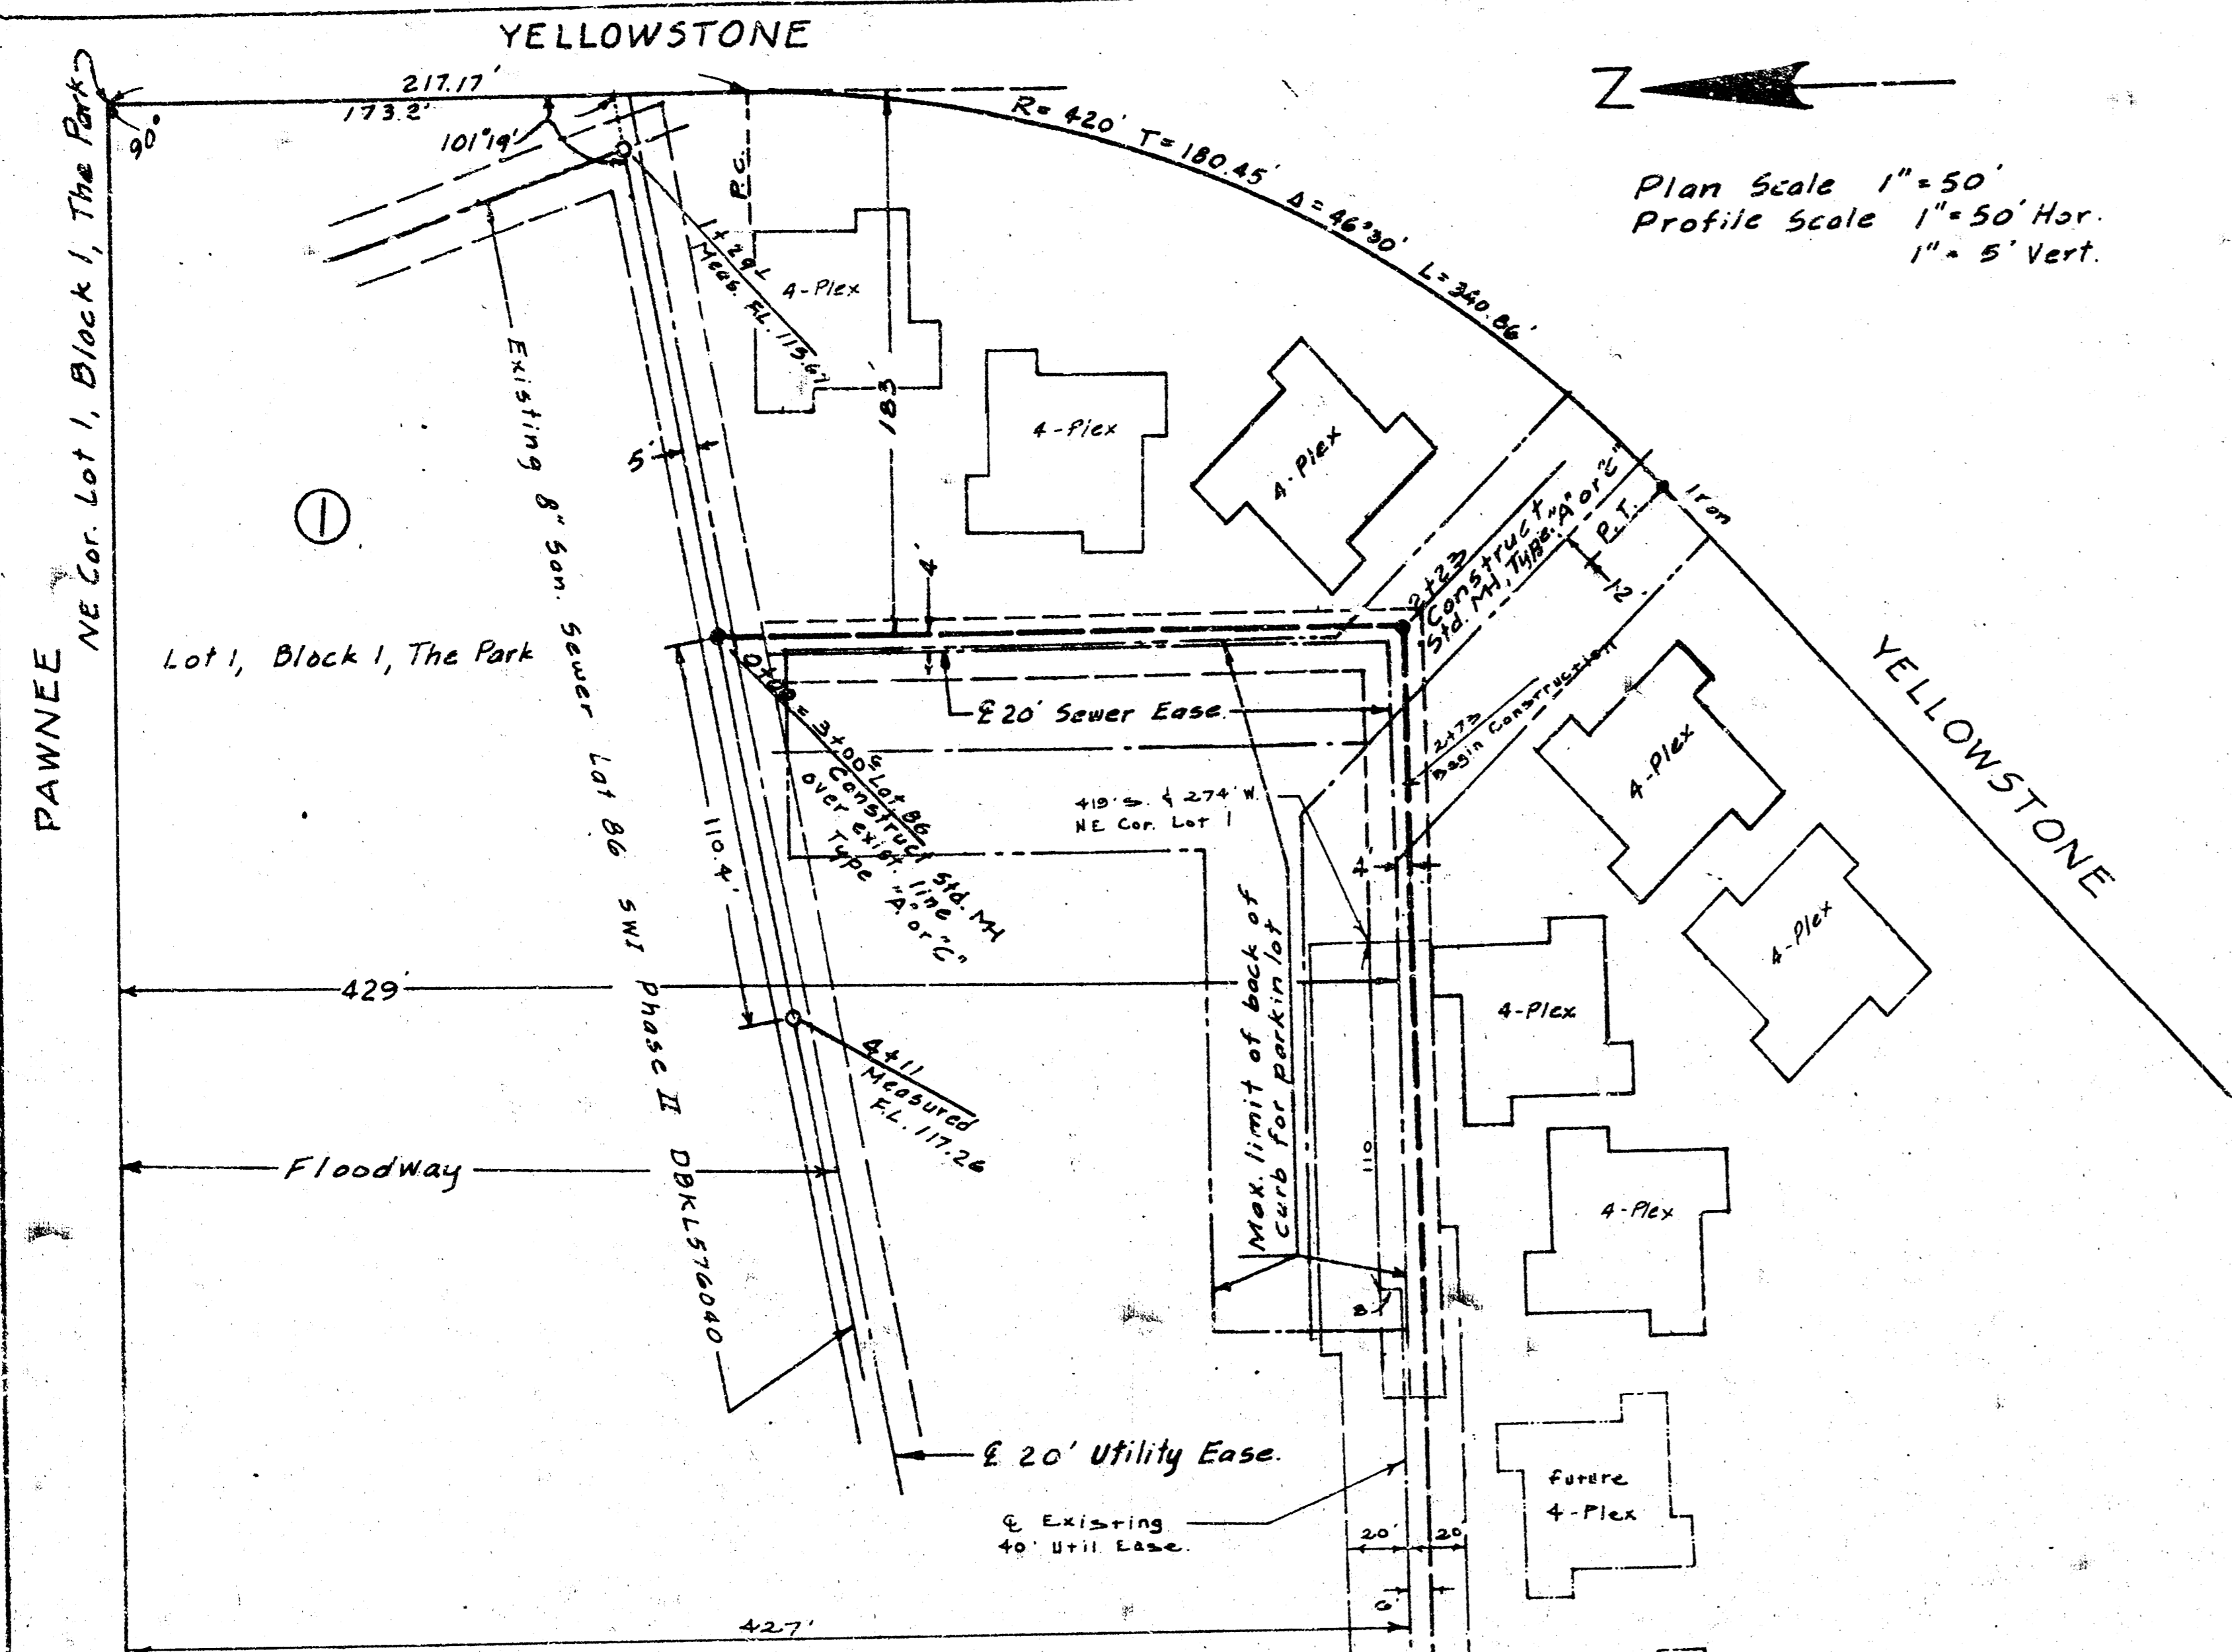 YELLOWSTONE
217.17'
173.2'
101°19'
90°
NE Cor. Lot 1, Block 1, The Park
PAWNEE
P.C.
R= 420' T= 180.45' Δ= 46°30' L= 340.86'
Z
Plan Scale 1"=50'
Profile Scale 1"=50' Hor.
1"= 5' Vert.
Meas. F.L. 115.67
4-Plex
183'
4-Plex
4-Plex
5'
1
Existing 8" San. Sewer Lat 86 SWI Phase II DBKL576040
4'
Lot 1, Block 1, The Park
2+23
Construct
Std. MH, Type "A" or "C"
P.T.
Iron
12'
YELLOWSTONE
℄ 20' Sewer Ease.
0+00 = 3+00⁵ Lat. 86
Construct Std. MH
over exist. line
Type "A" or "C"
2+73
Begin Construction
4-Plex
4-Plex
419' S. & 274' W.
NE Cor. Lot 1
110.4'
4'
Max. limit of back of
curb for parkin lot
429'
4-Plex
4+11
Measured
F.L. 117.26
110
Floodway
4-Plex
8'
℄ 20' Utility Ease.
℄ Existing
40' Util. Ease.
future
4-Plex
20'
20
6'
427'